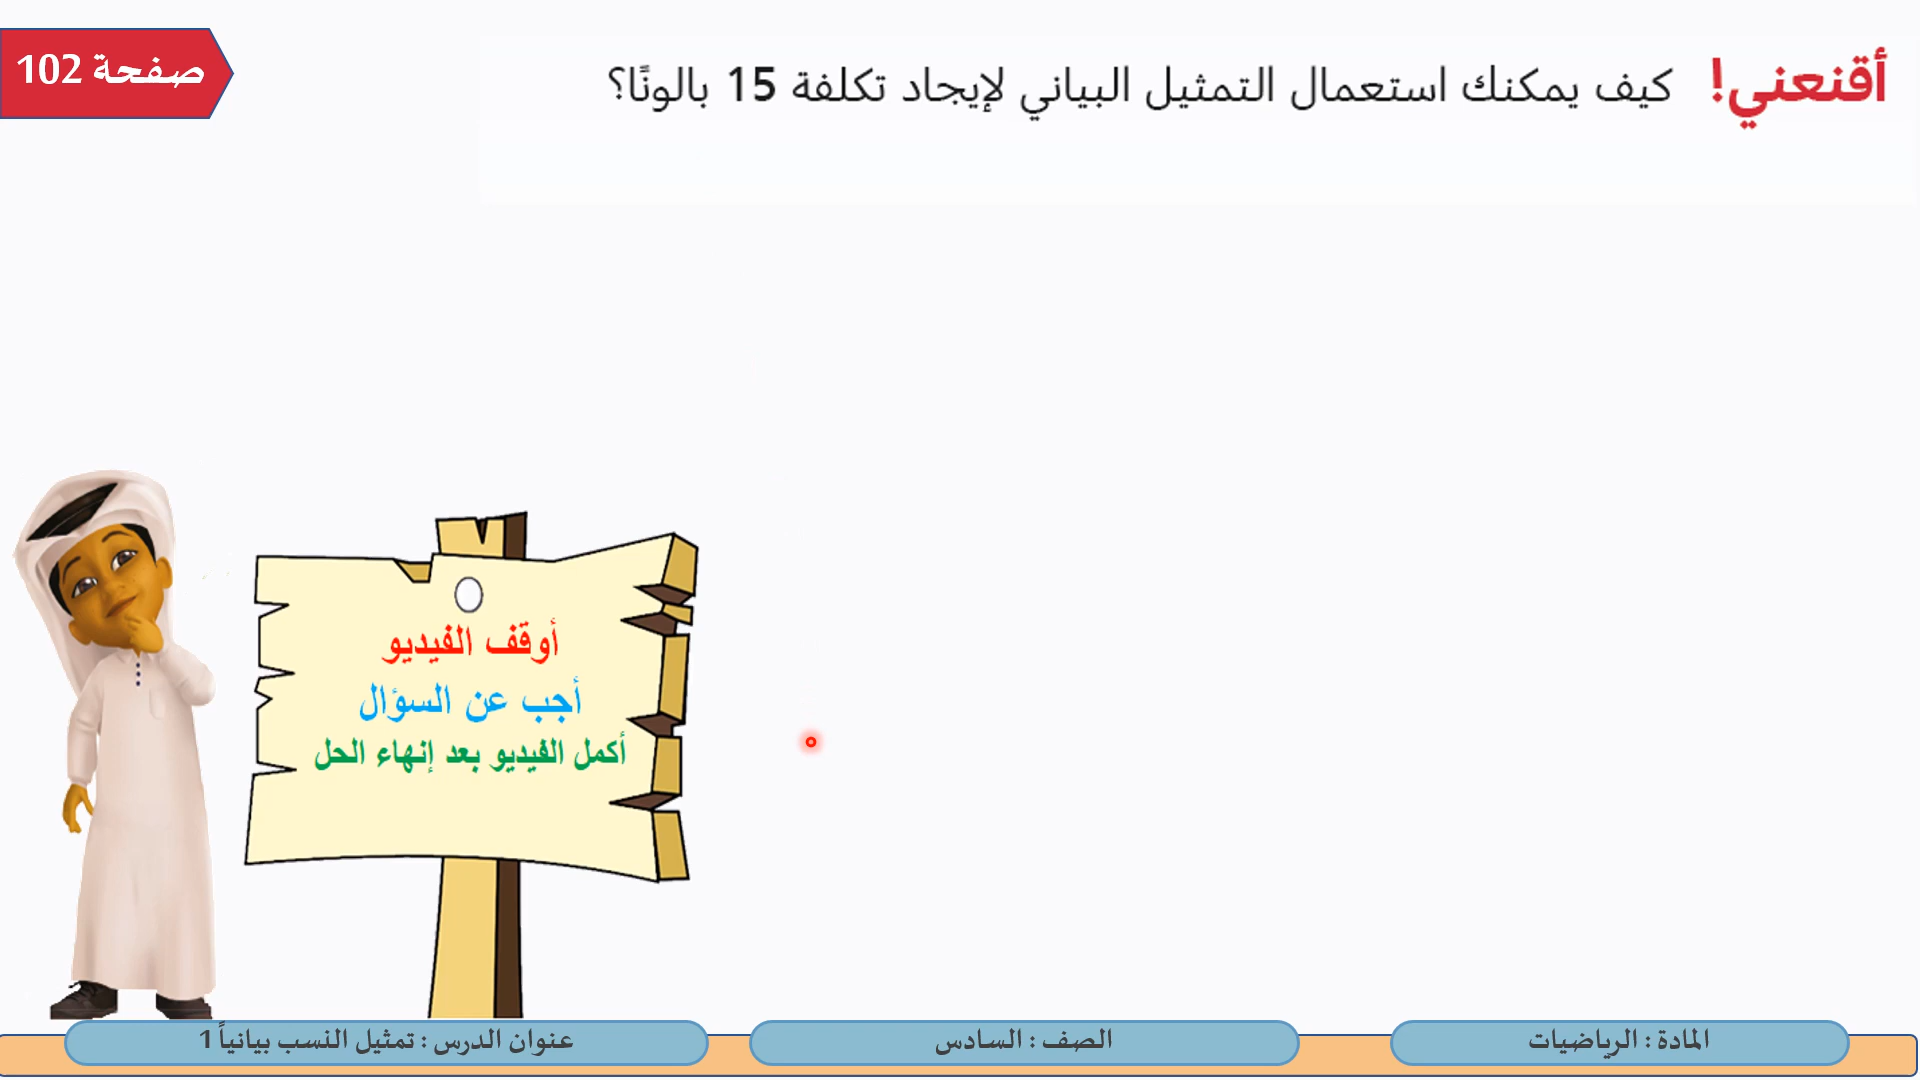 صفحة 102
أقنعني! كيف يمكنك استعمال التمثيل البياني لإيجاد تكلفة 15 بالونًا؟
أوقف الفيديو
أجب عن السؤال
أكمل الفيديو بعد إنهاء الحل
المادة : الرياضيات
الصف : السادس
عنوان الدرس : تمثيل النسب بيانياً 1